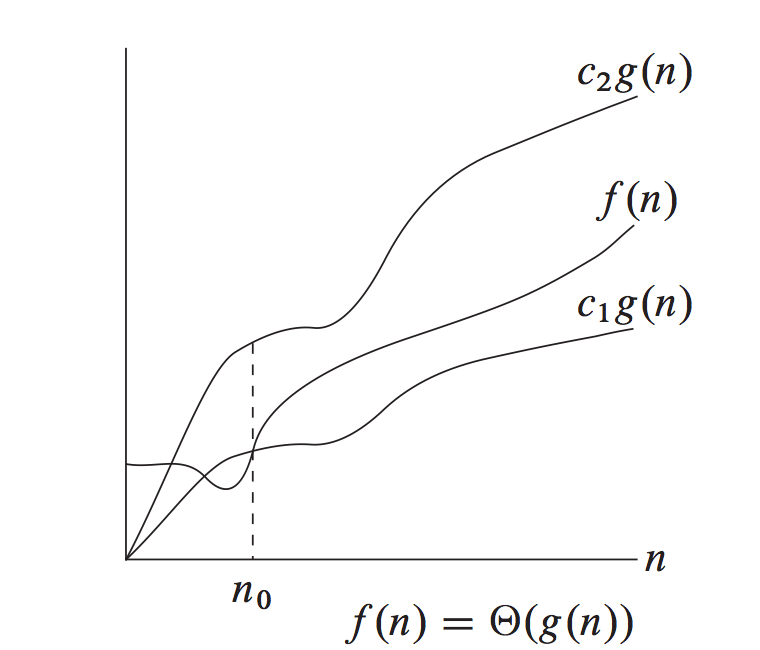 c₂g(n)
f(n)
c₁g(n)
n
n₀
f(n) = Θ(g(n))